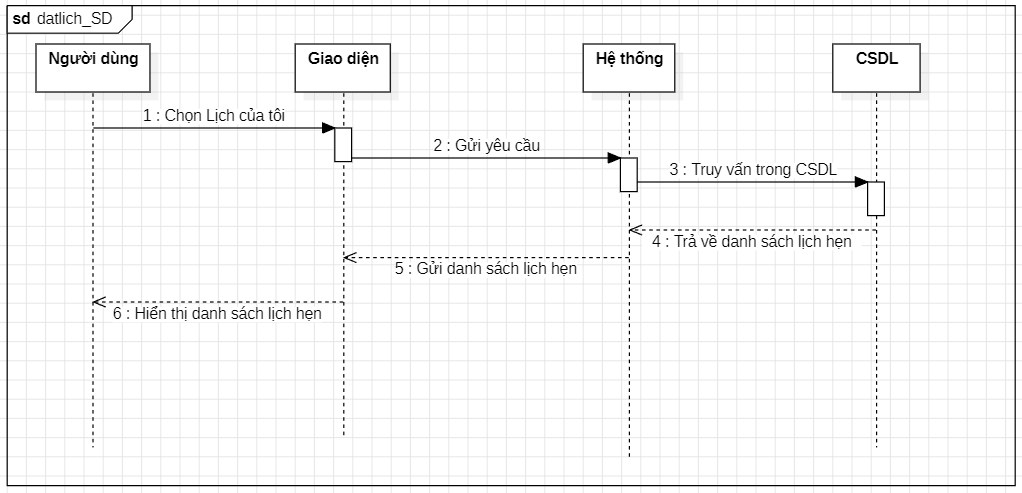 sd datlich_SD
Người dùng
Giao diện
Hệ thống
CSDL
1 : Chọn Lịch của tôi
2 : Gửi yêu cầu
3 : Truy vấn trong CSDL
4 : Trả về danh sách lịch hẹn
5 : Gửi danh sách lịch hẹn
6 : Hiển thị danh sách lịch hẹn